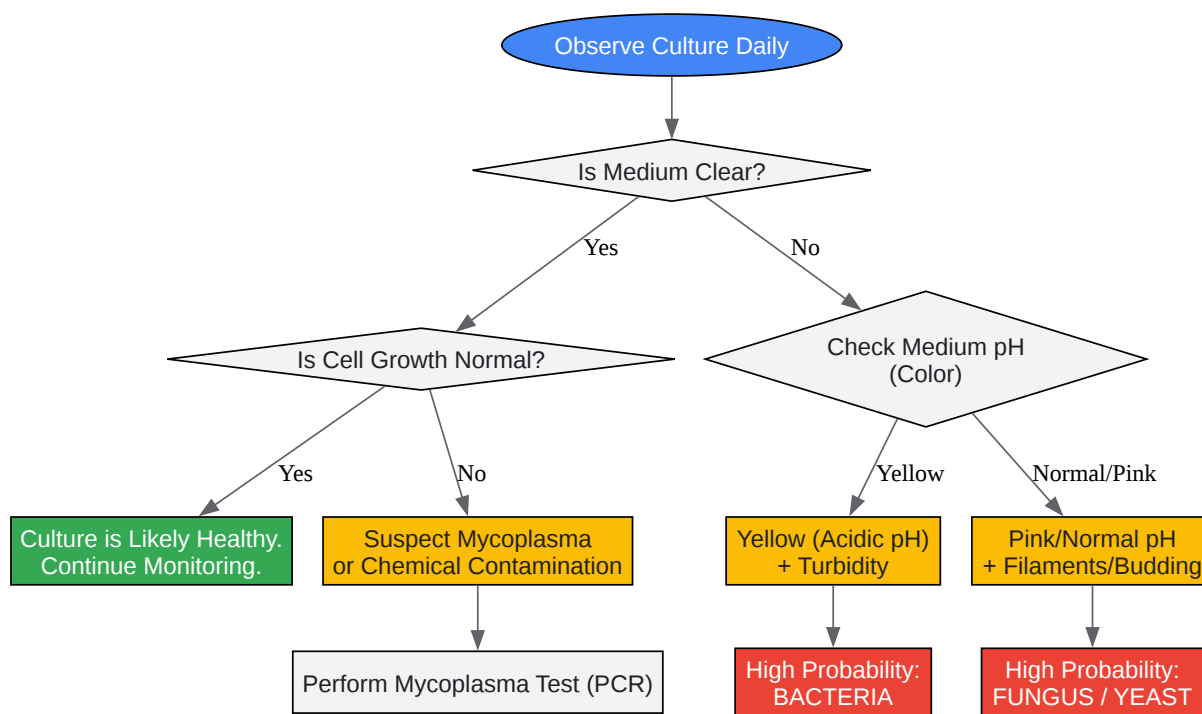 Observe Culture Daily
Is Medium Clear?
Yes
No
Is Cell Growth Normal?
Check Medium pH
(Color)
Yes
No
Yellow
Normal/Pink
Culture is Likely Healthy.
Continue Monitoring.
Suspect Mycoplasma
or Chemical Contamination
Yellow (Acidic pH)
+ Turbidity
Pink/Normal pH
+ Filaments/Budding
Perform Mycoplasma Test (PCR)
High Probability:
BACTERIA
High Probability:
FUNGUS / YEAST